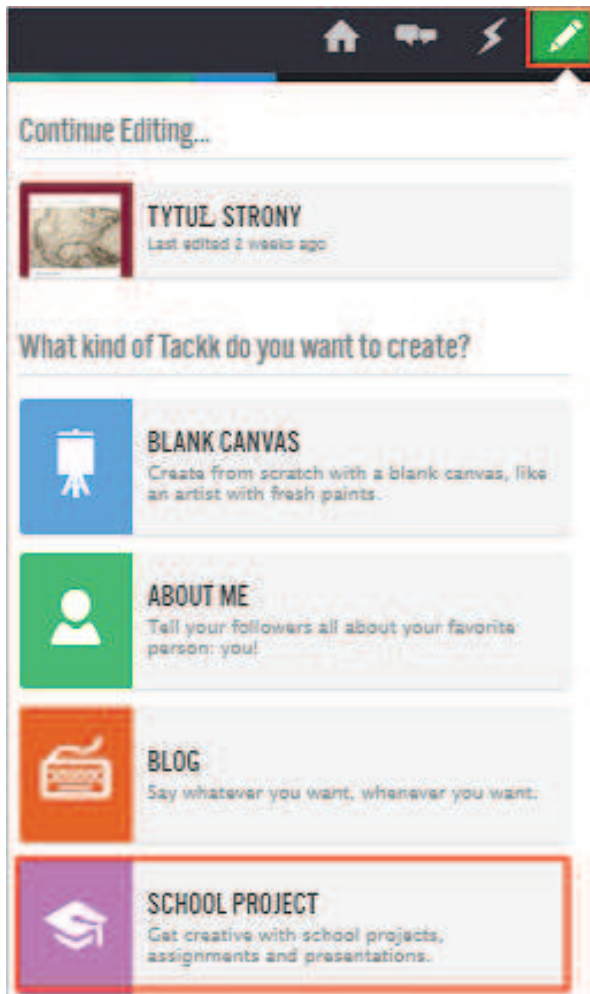 Continue Editing...
TYTUΣ STRONY
Last edited 2 weeks ago
What kind of Tackk do you want to create?
BLANK CANVAS
Create from scratch with a blank canvas, like
an artist with fresh paints.
ABOUT ME
Tell your followers all about your favorite
person: you!
BLOG
Say whatever you want, whenever you want.
SCHOOL PROJECT
Get creative with school projects,
assignments and presentations.